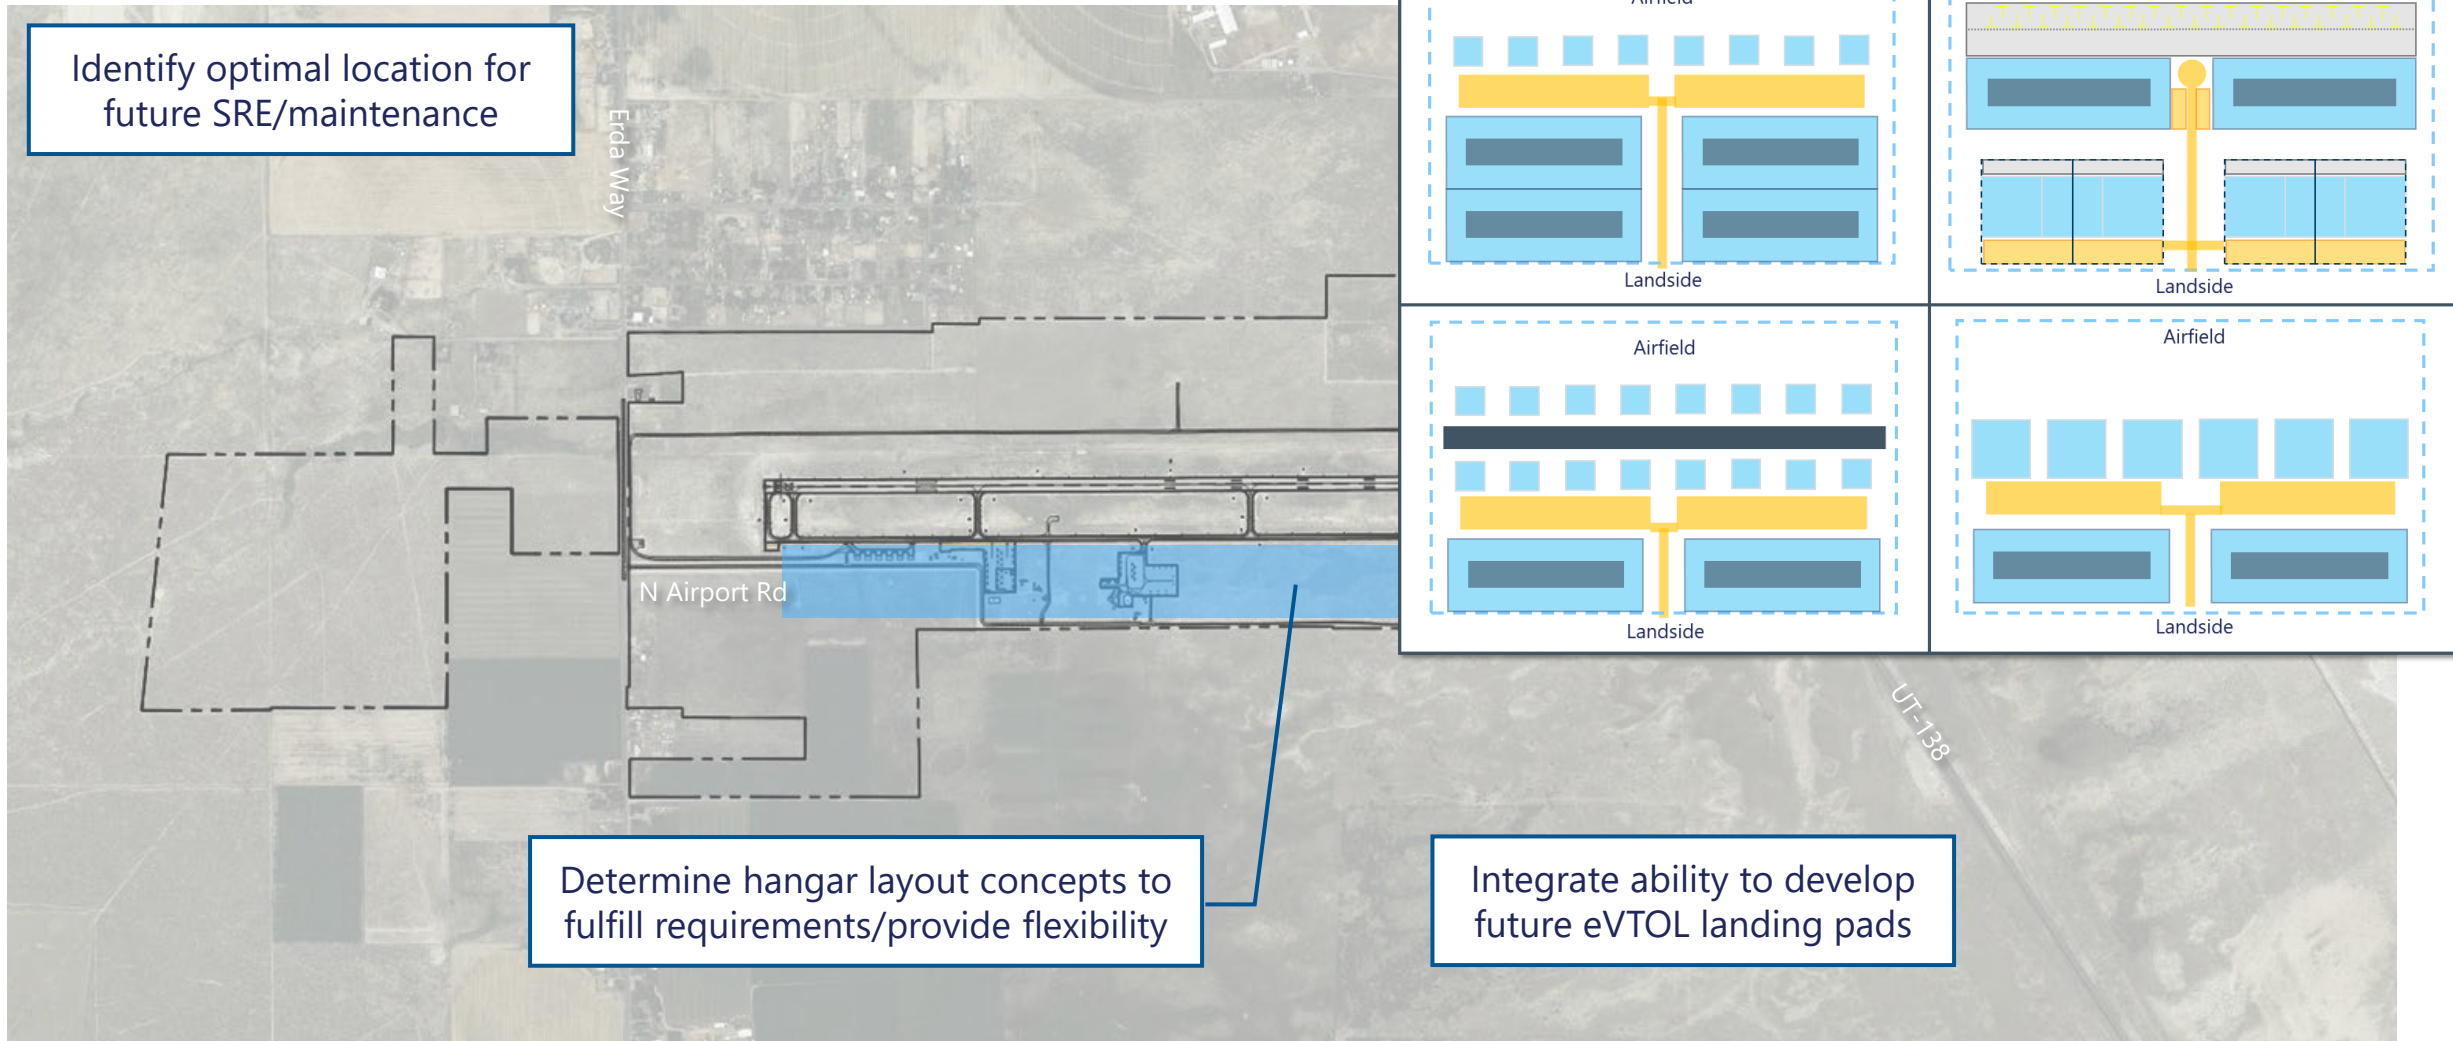 Identify optimal location for
future SRE/maintenance
Erda Way
N Airport Rd
Determine hangar layout concepts to
fulfill requirements/provide flexibility
Integrate ability to develop
future eVTOL landing pads
UT-138
Airfield
Landside
Landside
Airfield
Landside
Airfield
Landside